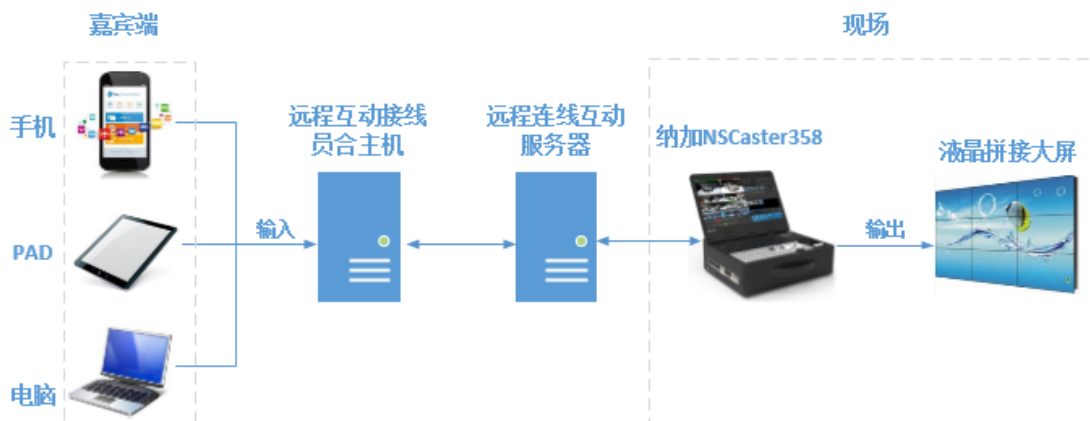 嘉宾端
现场
手机
远程互动接线
员合主机
远程连线互动
服务器
纳加NSCaster358
液晶拼接大屏
PAD
输入
输出
电脑